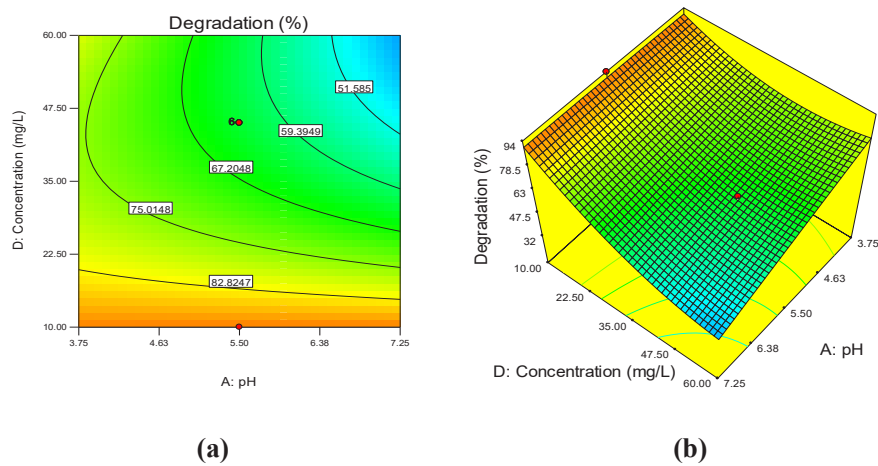 Degradation (%)
60.00
47.50
35.00
22.50
10.00
3.75 4.63 5.50 6.38 7.25
D: Concentration (mg/L)
A: pH
51.585
59.3949
67.2048
75.0148
82.8247
6
(a)
(b)
94
78.5
63
47.5
32
Degradation (%)
10.00
22.50
35.00
47.50
60.00
D: Concentration (mg/L)
3.75
4.63
5.50
6.38
7.25
A: pH